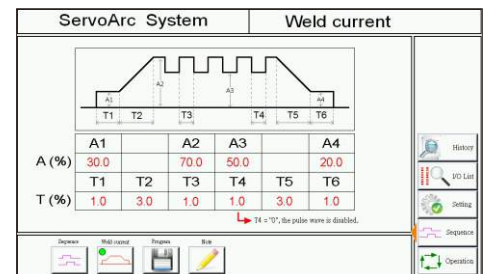 ServoArc System Weld current
A1 A2 A3 A4
T1 T2 T3 T4 T5 T6
A1 A2 A3 A4
A (%) 30.0 70.0 50.0 20.0
T1 T2 T3 T4 T5 T6
T (%) 1.0 3.0 1.0 1.0 3.0 1.0
T4 = "0", the pulse wave is disabled.
History
I/O List
Setting
Sequence
Operation
Sequence Weld current Program Note